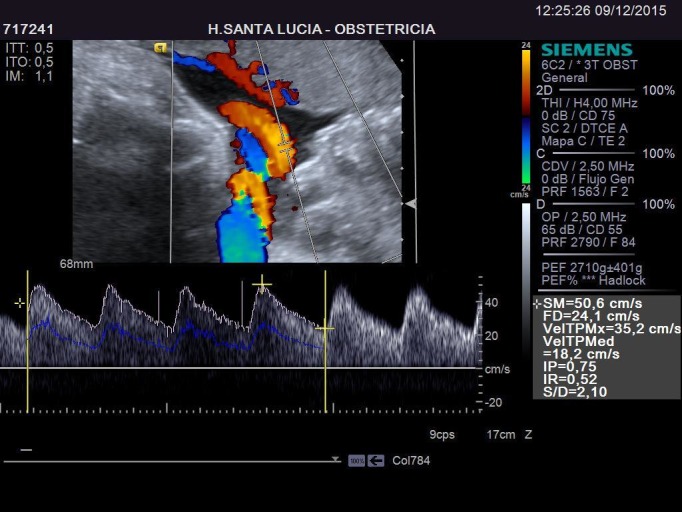 12:25:26 09/12/2015
717241 H.SANTA LUCIA - OBSTETRICIA
ITT: 0,5
ITO: 0,5
IM: 1,1
24
24
cm/s
SIEMENS
6C2 / * 3T OBST
General
2D 100%
THI / H4,00 MHz
0 dB / CD 75
SC 2 / DTCE A
Mapa C / TE 2
C 100%
CDV / 2,50 MHz
0 dB / Flujo Gen
PRF 1563 / F 2
D 100%
OP / 2,50 MHz
65 dB / CD 55
PRF 2790 / F 84
PEF 2710g±401g
PEF%=*** Hadlock
SM=50,6 cm/s
FD=24,1 cm/s
VelTPMx=35,2 cm/s
VelTPMed
=18,2 cm/s
IP=0,75
IR=0,52
S/D=2,10
68mm
40
20
cm/s
-20
9cps 17cm Z
100% Col784